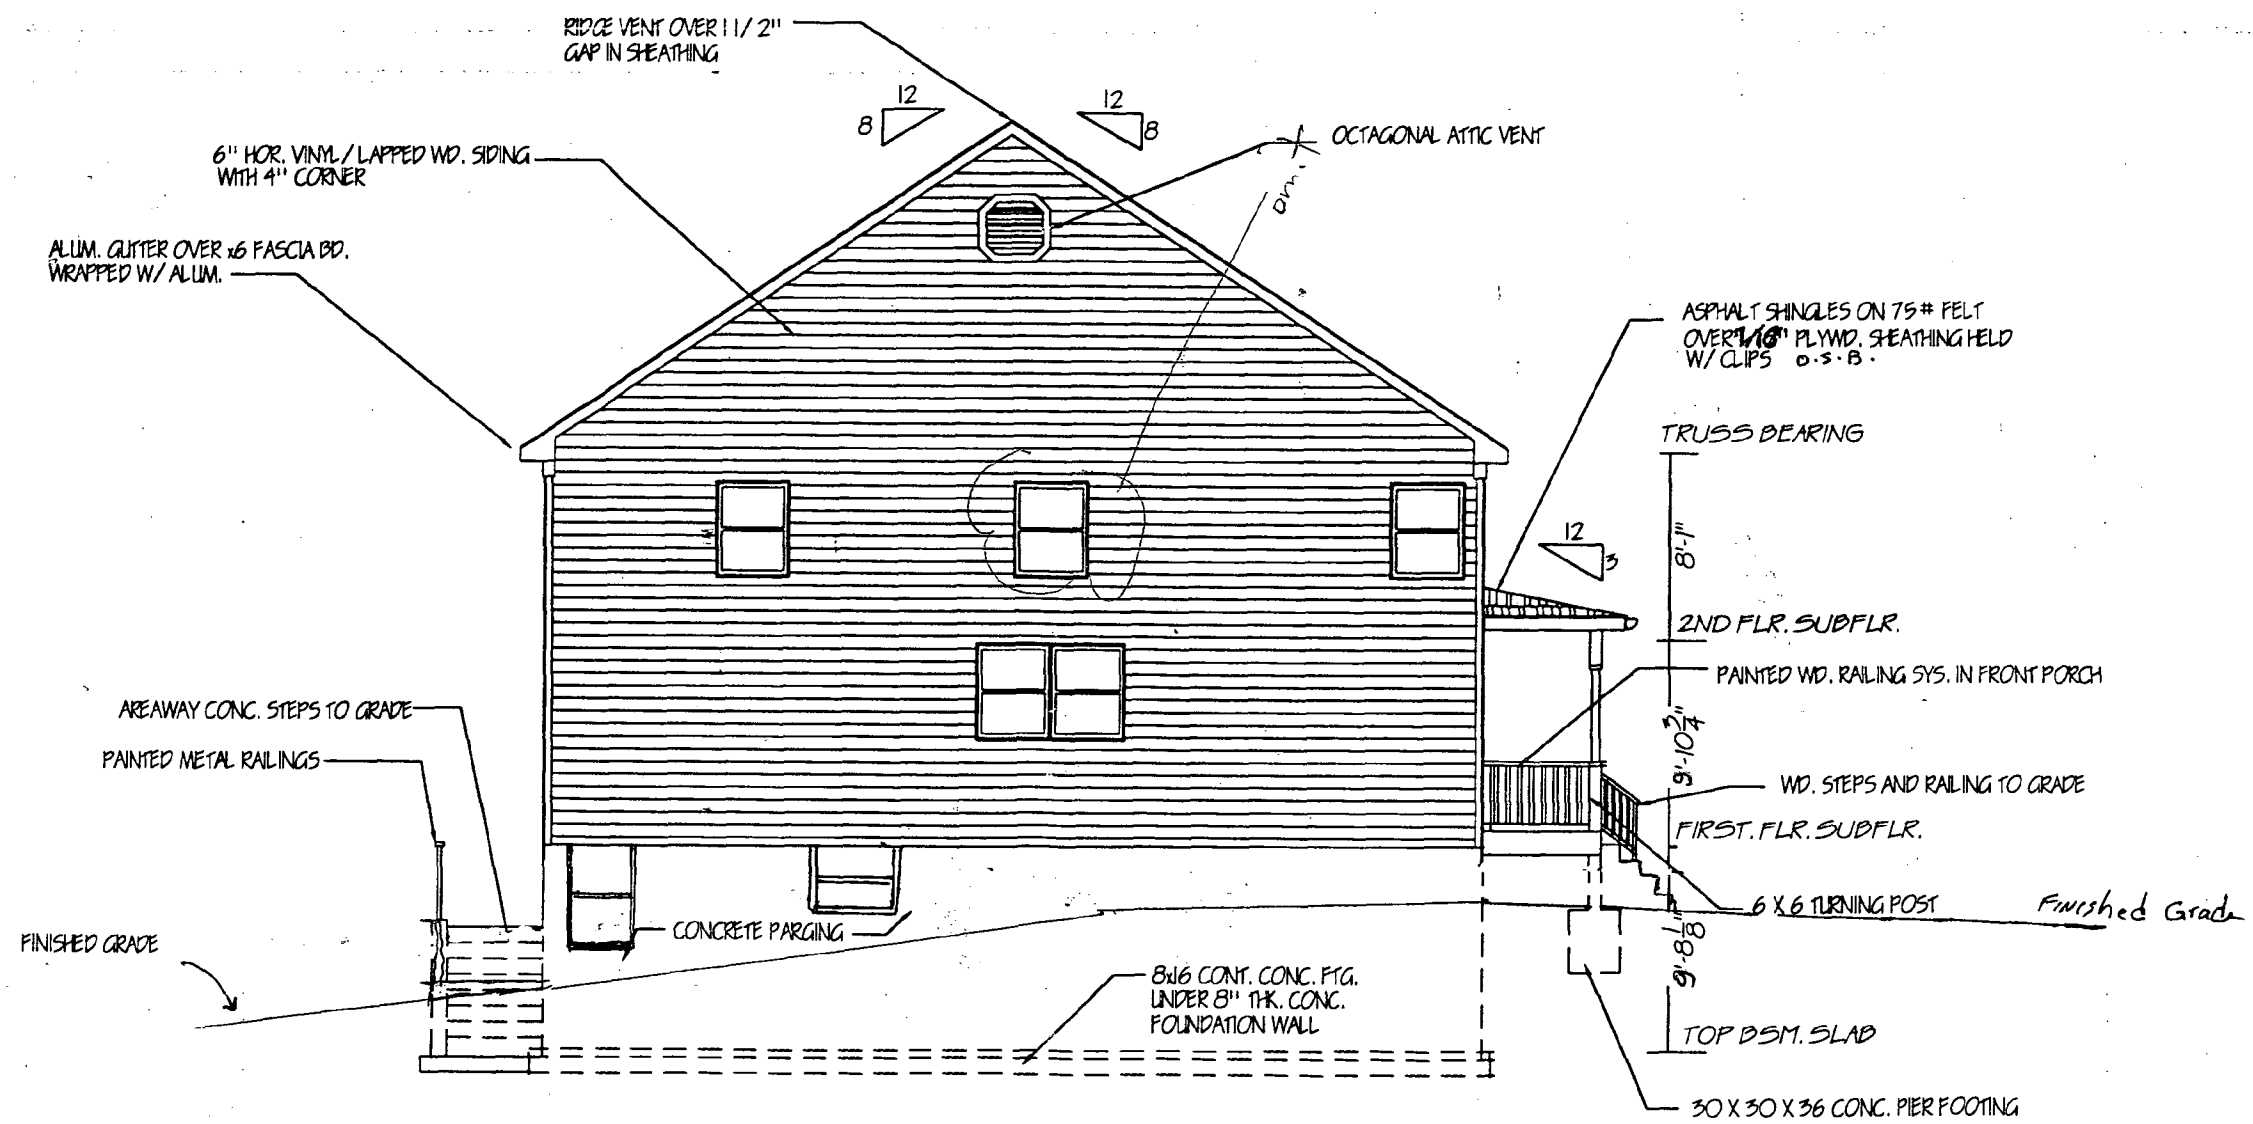 RIDGE VENT OVER 1 1/2"
GAP IN SHEATHING
12
8
12
8
OCTAGONAL ATTIC VENT
6" HOR. VINYL / LAPPED WD. SIDING
WITH 4" CORNER
ALUM. GUTTER OVER x6 FASCIA BD.
WRAPPED W/ ALUM.
ASPHALT SHINGLES ON 75# FELT
OVER 7/16" PLYWD. SHEATHING HELD
W/ CLIPS O.S.B.
TRUSS BEARING
8'-1"
12
3
2ND FLR. SUBFLR.
PAINTED WD. RAILING SYS. IN FRONT PORCH
AREAWAY CONC. STEPS TO GRADE
PAINTED METAL RAILINGS
9'-10 3/4"
WD. STEPS AND RAILING TO GRADE
FIRST. FLR. SUBFLR.
6 X 6 TURNING POST
Finished Grade
CONCRETE PARGING
FINISHED GRADE
9'-8 1/8"
8x16 CONT. CONC. FTG.
UNDER 8" THK. CONC.
FOUNDATION WALL
TOP BSM. SLAB
30 X 30 X 36 CONC. PIER FOOTING